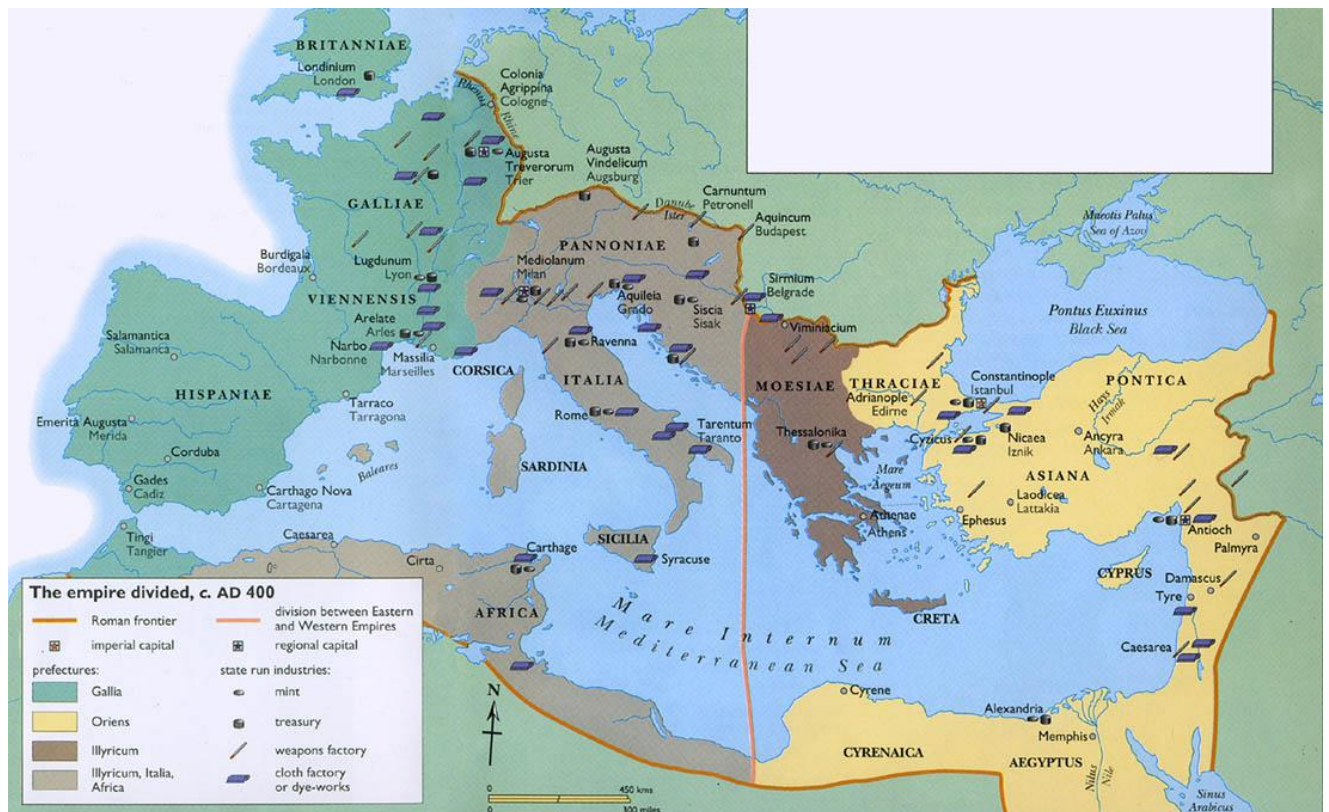 BRITANNIAE
Londinium
London
Colonia
Agrippina
Cologne
Rhenus
Rhine
Augusta
Treverorum
Trier
Augusta
Vindelicum
Augsburg
Carnuntum
Petronell
Danube
Ister
Aquincum
Budapest
Maeotis Palus
Sea of Azov
GALLIAE
PANNONIAE
Burdigala
Bordeaux
Lugdunum
Lyon
Mediolanum
Milan
Sirmium
Belgrade
VIENNENSIS
Aquileia
Grado
Siscia
Sisak
Pontus Euxinus
Black Sea
Arelate
Arles
Viminiacium
Salamantica
Salamanca
Narbo
Narbonne
Massilia
Marseilles
Ravenna
CORSICA
ITALIA
MOESIAE
THRACIAE
Constantinople
Istanbul
PONTICA
Adrianople
Edirne
Halys
Irmak
HISPANIAE
Tarraco
Tarragona
Emerita Augusta
Merida
Rome
Tarentum
Taranto
Thessalonika
Cyzicus
Nicaea
Iznik
Ancyra
Ankara
Corduba
Baleares
SARDINIA
Mare
Aegeum
ASIANA
Gades
Cadiz
Carthago Nova
Cartagena
Laodicea
Lattakia
Ephesus
Athenae
Athens
Antioch
Tingi
Tangier
Caesarea
SICILIA
Palmyra
Cirta
Carthage
Syracuse
CYPRUS
Damascus
Tyre
AFRICA
CRETA
Mare Internum
Mediterranean Sea
Caesarea
Cyrene
Alexandria
Memphis
CYRENAICA
AEGYPTUS
Nilus
Nile
Sinus
Arabicus
The empire divided, c. AD 400
Roman frontier
division between Eastern
and Western Empires
imperial capital
regional capital
prefectures:
state run industries:
Gallia
mint
Oriens
treasury
Illyricum
weapons factory
Illyricum, Italia,
Africa
cloth factory
or dye-works
N
0 450 kms
0 300 miles